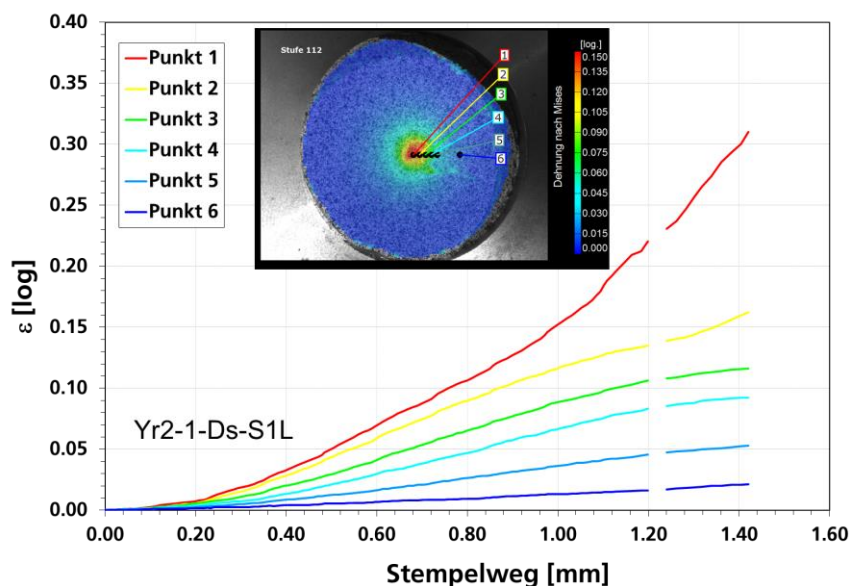 0.40
0.35
0.30
0.25
0.20
0.15
0.10
0.05
0.00
ε [log]
Punkt 1
Punkt 2
Punkt 3
Punkt 4
Punkt 5
Punkt 6
Stufe 112
1
2
3
4
5
6
[log.]
0.150
0.135
0.120
0.105
0.090
0.075
0.060
0.045
0.030
0.015
0.000
Dehnung nach Mises
Yr2-1-Ds-S1L
0.00 0.20 0.40 0.60 0.80 1.00 1.20 1.40 1.60
Stempelweg [mm]